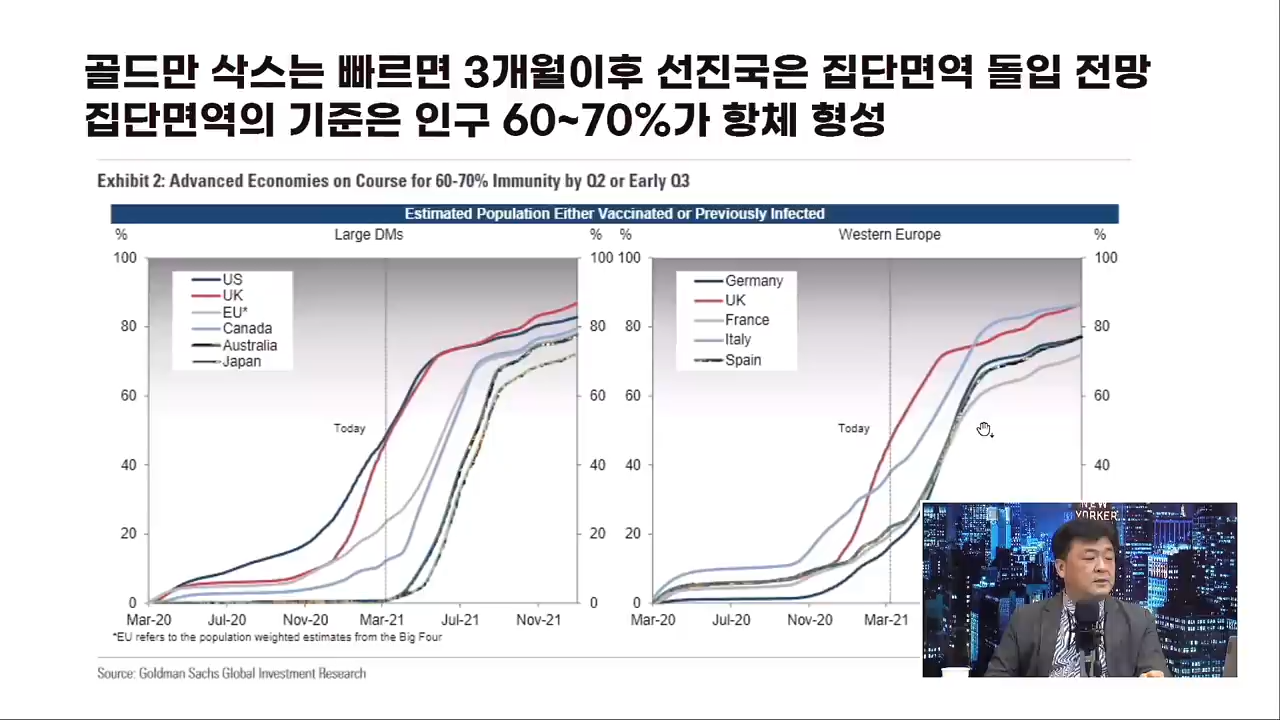 골드만 삭스는 빠르면 3개월이후 선진국은 집단면역 돌입 전망
집단면역의 기준은 인구 60~70%가 항체 형성
Exhibit 2: Advanced Economies on Course for 60-70% Immunity by Q2 or Early Q3
Estimated Population Either Vaccinated or Previously Infected
% Large DMs %
100
80
60
40
20
0
US
UK
EU*
Canada
Australia
Japan
Today
100
80
60
40
20
0
Mar-20 Jul-20 Nov-20 Mar-21 Jul-21 Nov-21
*EU refers to the population weighted estimates from the Big Four
% Western Europe %
100
80
60
40
20
0
Germany
UK
France
Italy
Spain
Today
100
80
60
40
Mar-20 Jul-20 Nov-20 Mar-21
NEW
YORKER
Source: Goldman Sachs Global Investment Research